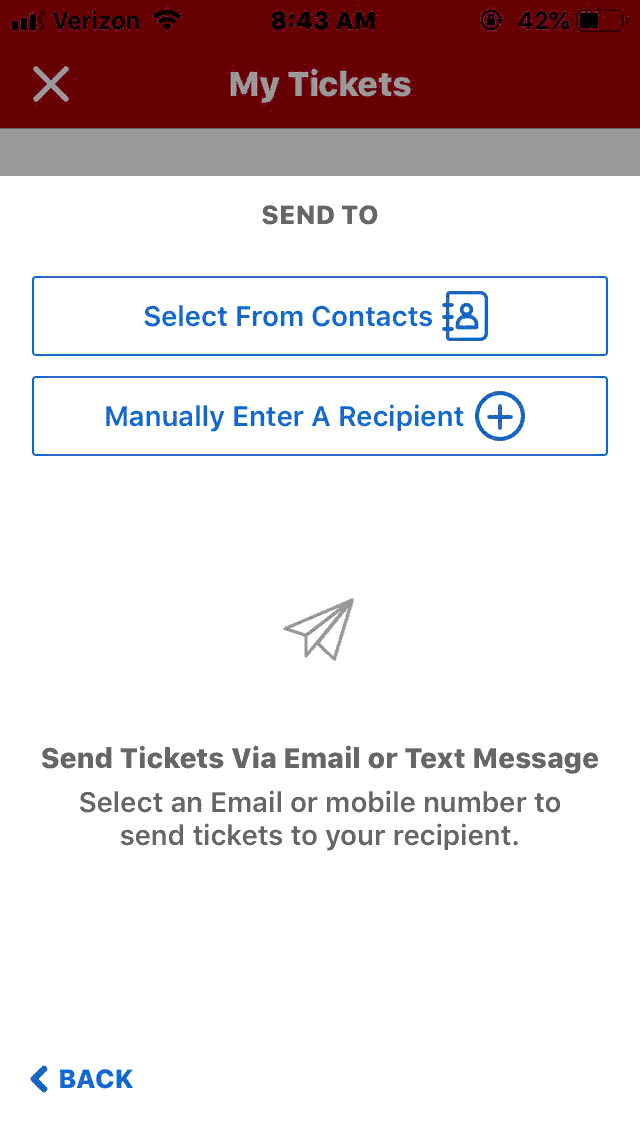 Verizon 8:43 AM 42%
My Tickets
SEND TO
Select From Contacts
Manually Enter A Recipient
Send Tickets Via Email or Text Message
Select an Email or mobile number to
send tickets to your recipient.
BACK